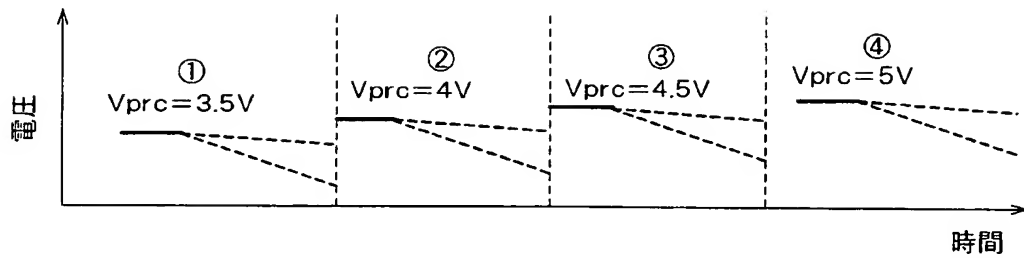 ①
Vprc=3.5V
②
Vprc=4V
③
Vprc=4.5V
④
Vprc=5V
電圧
時間